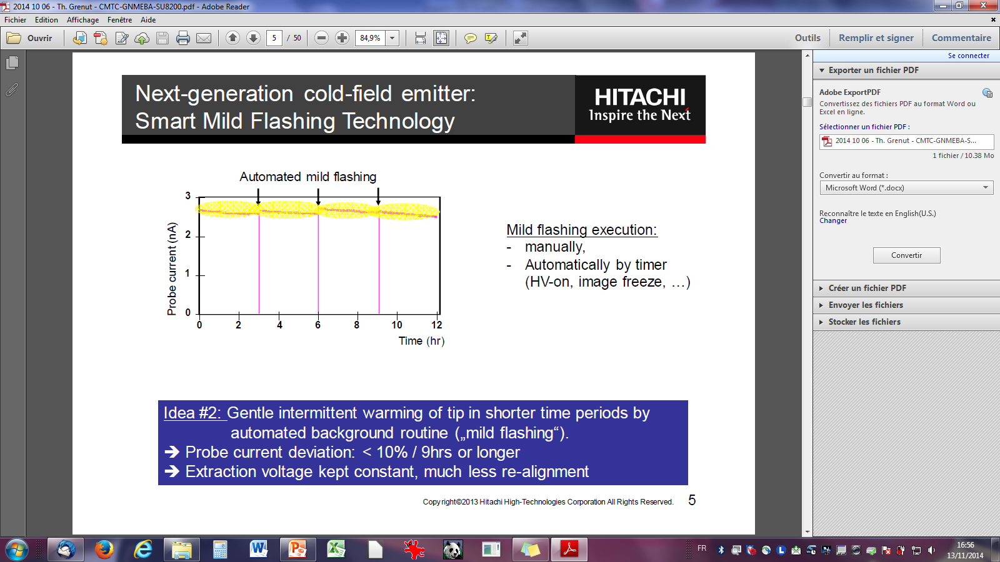 2014 10 06 - Th. Grenut - CMTC-GNMEBA-SU8200.pdf - Adobe Reader
Fichier Edition Affichage Fenêtre Aide
Ouvrir
5 / 50
84,9%
Outils Remplir et signer Commentaire
Se connecter
Exporter un fichier PDF
Adobe ExportPDF
Convertissez des fichiers PDF au format Word ou
Excel en ligne.
Sélectionner un fichier PDF :
2014 10 06 - Th. Grenut - CMTC-GNMEBA-S...
1 fichier / 10.38 Mo
Convertir au format :
Microsoft Word (*.docx)
Reconnaître le texte en English(U.S.)
Changer
Convertir
Créer un fichier PDF
Envoyer les fichiers
Stocker les fichiers
Next-generation cold-field emitter:
Smart Mild Flashing Technology
HITACHI
Inspire the Next
Automated mild flashing
3
2
1
0
Probe current (nA)
0 2 4 6 8 10 12
Time (hr)
Mild flashing execution:
- manually,
- Automatically by timer
(HV-on, image freeze, …)
Idea #2: Gentle intermittent warming of tip in shorter time periods by
automated background routine („mild flashing“).
➔ Probe current deviation: < 10% / 9hrs or longer
➔ Extraction voltage kept constant, much less re-alignment
Copyright©2013 Hitachi High-Technologies Corporation All Rights Reserved. 5
FR
16:56
13/11/2014